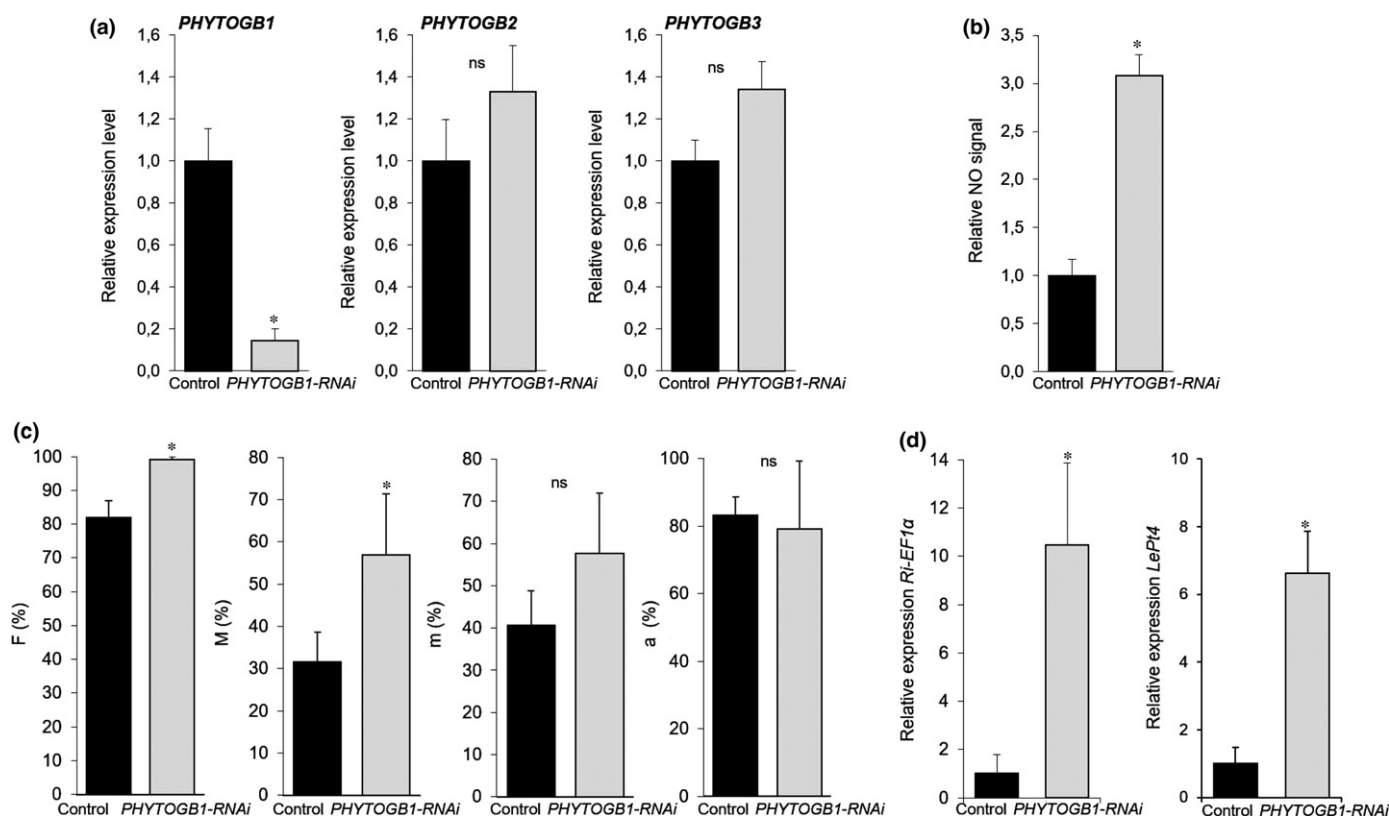 (a)
PHYTOGB1
Relative expression level
1,6
1,4
1,2
1,0
0,8
0,6
0,4
0,2
0,0
*
Control PHYTOGB1-RNAi
PHYTOGB2
Relative expression level
1,6
1,4
1,2
1,0
0,8
0,6
0,4
0,2
0,0
ns
Control PHYTOGB1-RNAi
PHYTOGB3
Relative expression level
1,6
1,4
1,2
1,0
0,8
0,6
0,4
0,2
0,0
ns
Control PHYTOGB1-RNAi
(b)
Relative NO signal
3,5
3,0
2,5
2,0
1,5
1,0
3,5
0,0
*
Control PHYTOGB1-RNAi
(c)
F (%)
100
90
80
70
60
50
40
30
20
10
0
*
Control PHYTOGB1-RNAi
M (%)
80
70
60
50
40
30
20
10
0
*
Control PHYTOGB1-RNAi
m (%)
80
70
60
50
40
30
20
10
0
ns
Control PHYTOGB1-RNAi
a (%)
100
80
60
40
20
0
ns
Control PHYTOGB1-RNAi
(d)
Relative expression Ri-EF1α
14
12
10
8
6
4
2
0
*
Control PHYTOGB1-RNAi
Relative expression LePt4
10
8
6
4
2
0
*
Control PHYTOGB1-RNAi